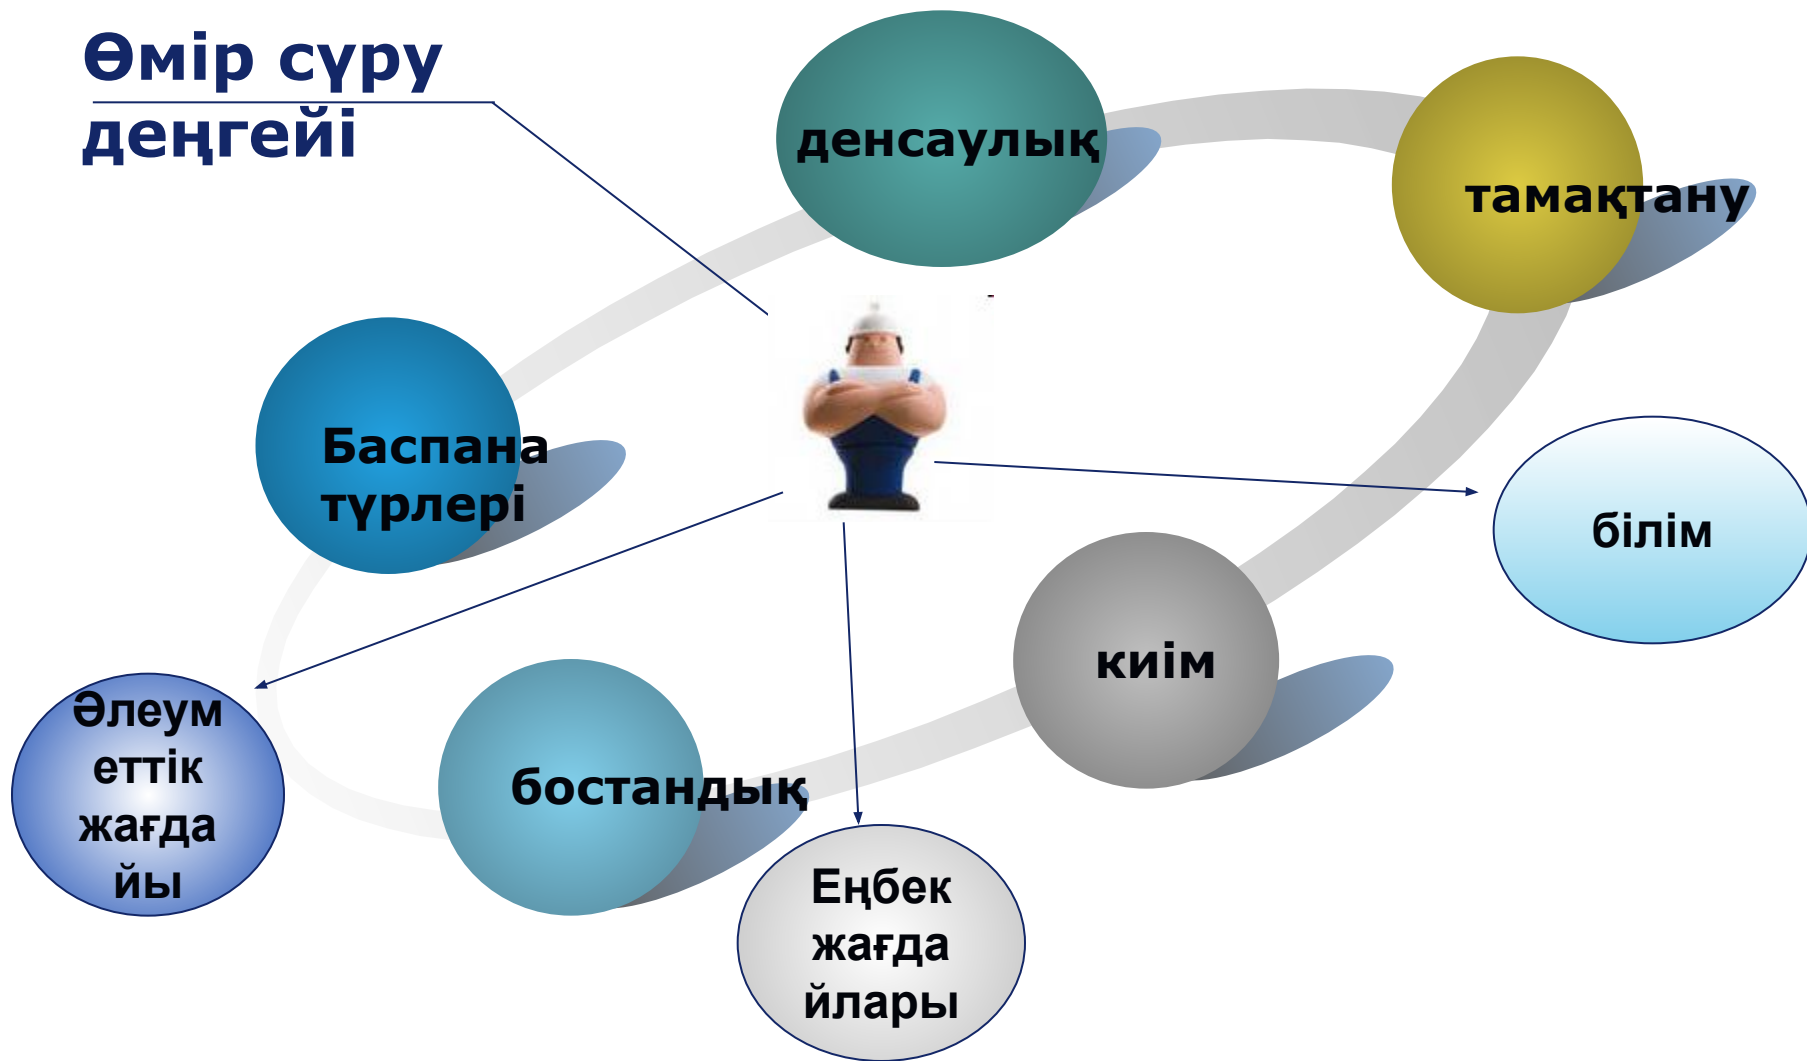 Өмір сүру
деңгейі
денсаулық
тамақтану
Баспана
түрлері
білім
киім
Әлеум
еттік
жағда
йы
бостандық
Еңбек
жағда
йлары